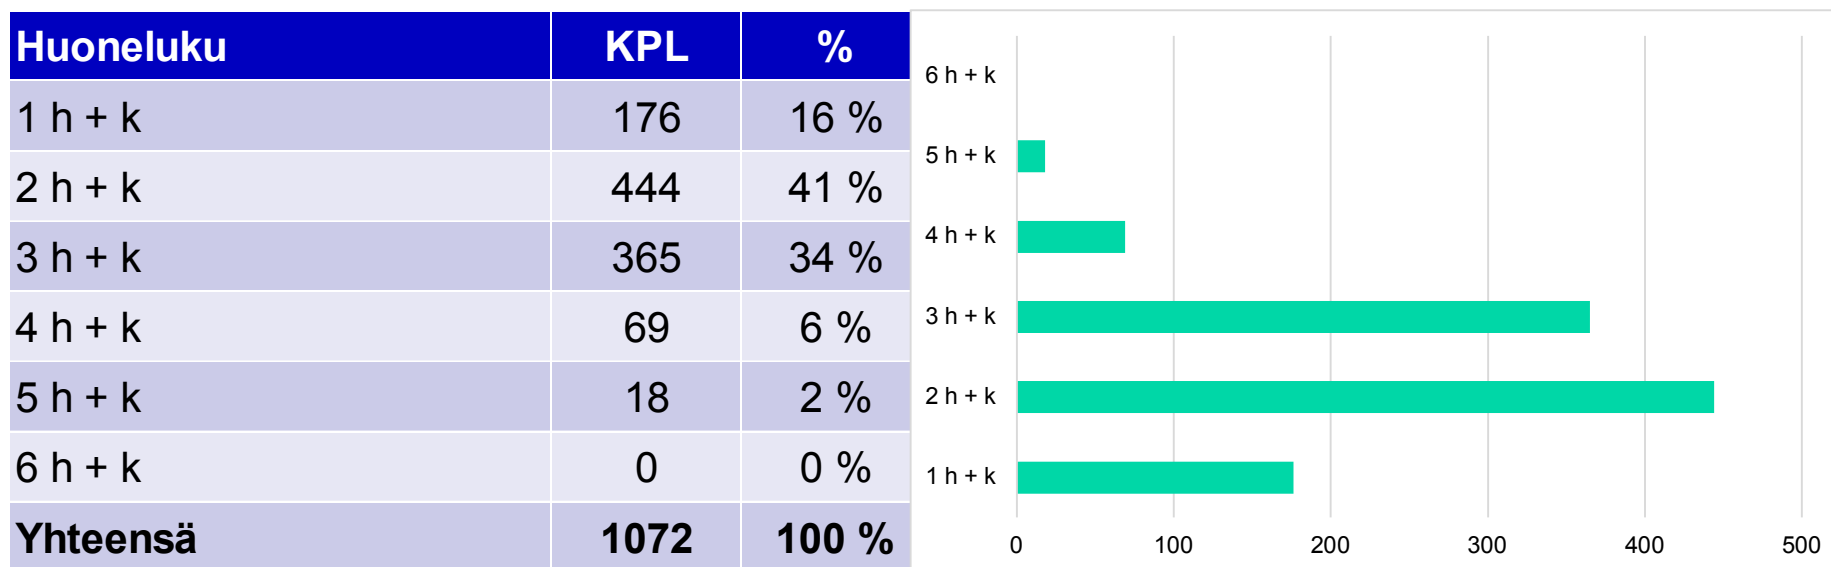 Huoneluku KPL %
1 h + k 176 16 %
2 h + k 444 41 %
3 h + k 365 34 %
4 h + k 69 6 %
5 h + k 18 2 %
6 h + k 0 0 %
Yhteensä 1072 100 %
6 h + k
5 h + k
4 h + k
3 h + k
2 h + k
1 h + k
0 100 200 300 400 500